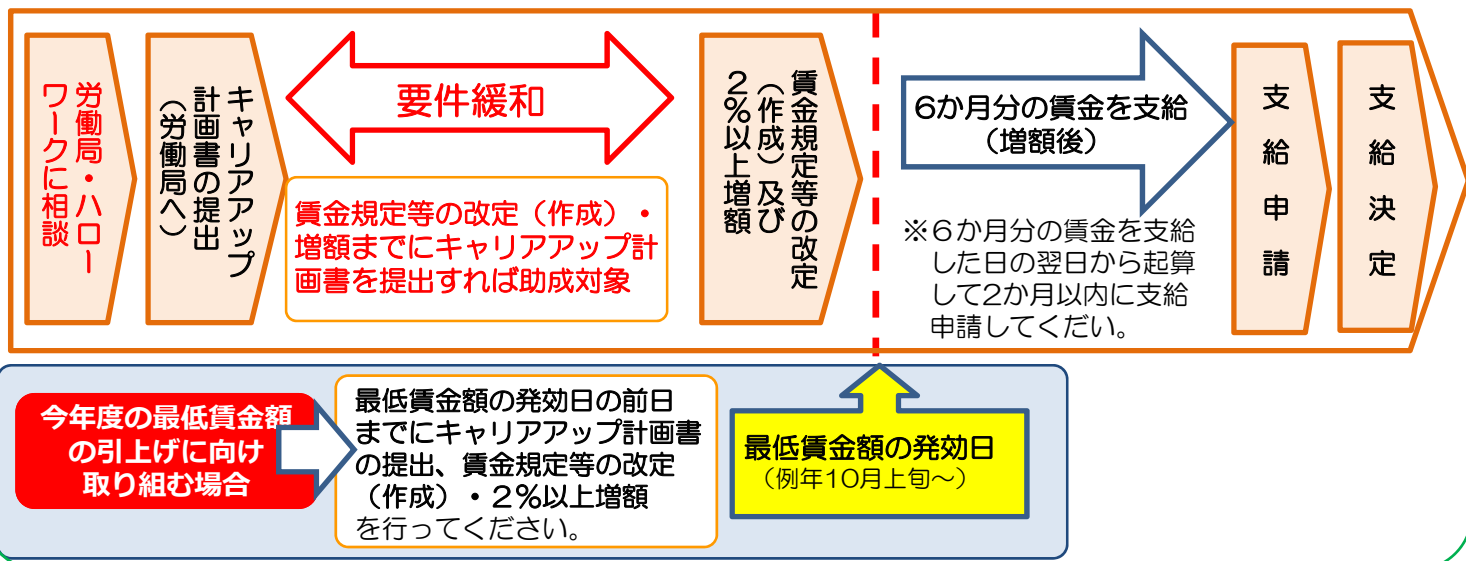 労働局・ハロー
ワークに相談
キャリアアップ
計画書の提出
（労働局へ）
要件緩和
賃金規定等の改定（作成）・
増額までにキャリアアップ計
画書を提出すれば助成対象
賃金規定等の改定
（作成）及び
２％以上増額
6か月分の賃金を支給
（増額後）
※６か月分の賃金を支給
した日の翌日から起算
して2か月以内に支給
申請してくだい。
支給申請
支給決定
今年度の最低賃金額
の引上げに向け
取り組む場合
最低賃金額の発効日の前日
までにキャリアアップ計画書
の提出、賃金規定等の改定
（作成）・２％以上増額
を行ってください。
最低賃金額の発効日
（例年10月上旬～）